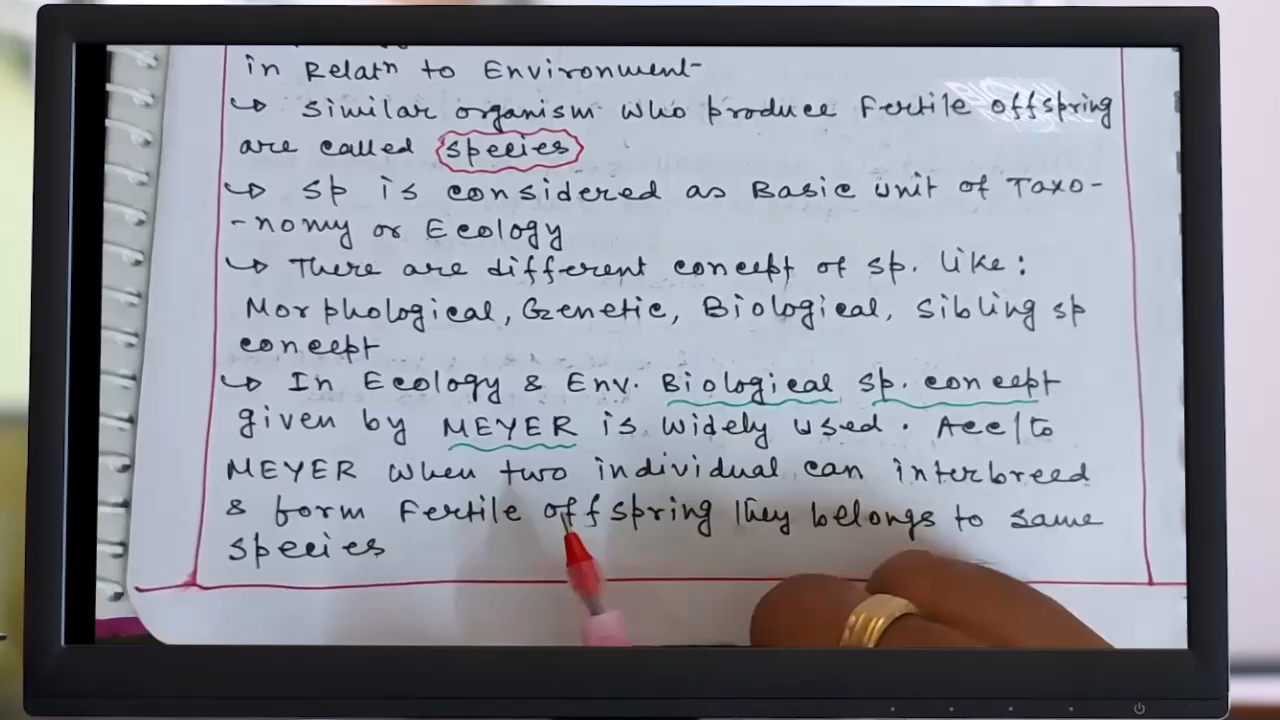 in Relatn to Environment
↳ Similar organism who produce Fertile offspring
are called species
↳ Sp is considered as Basic unit of Taxo-
-nomy or Ecology
↳ There are different concept of sp. like:
Morphological, Genetic, Biological, Sibling sp
concept
↳ In Ecology & Env. Biological sp. concept
given by MEYER is widely used. Acc/to
MEYER when two individual can interbreed
& form Fertile offspring they belongs to same
species